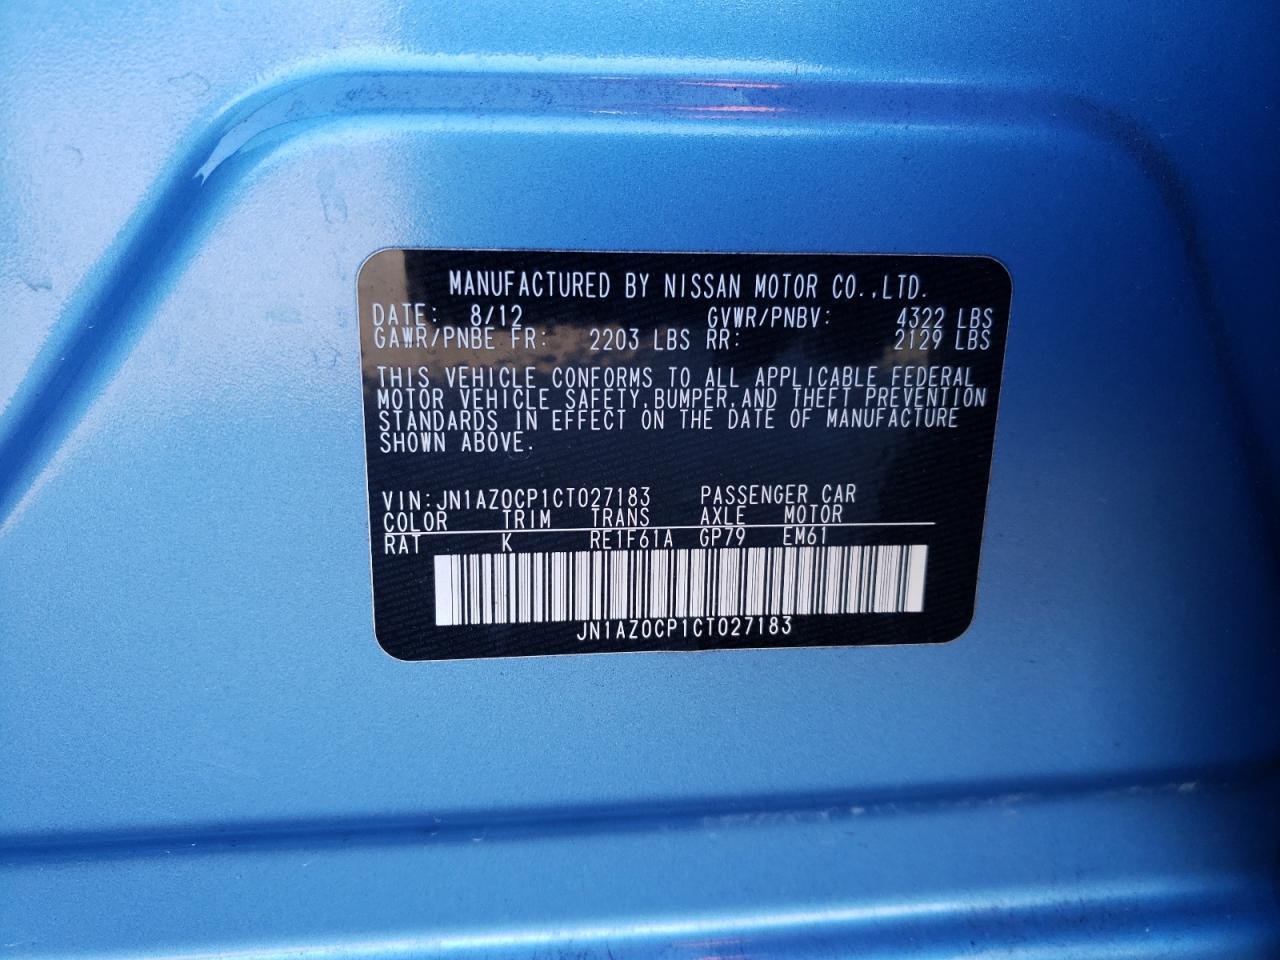 MANUFACTURED BY NISSAN MOTOR CO.,LTD.
DATE: 8/12 GVWR/PNBV: 4322 LBS
GAWR/PNBE FR: 2203 LBS RR: 2129 LBS
THIS VEHICLE CONFORMS TO ALL APPLICABLE FEDERAL
MOTOR VEHICLE SAFETY,BUMPER,AND THEFT PREVENTION
STANDARDS IN EFFECT ON THE DATE OF MANUFACTURE
SHOWN ABOVE.
VIN:JN1AZ0CP1CT027183 PASSENGER CAR
COLOR TRIM TRANS AXLE MOTOR
RAT K RE1F61A GP79 EM61
JN1AZ0CP1CT027183